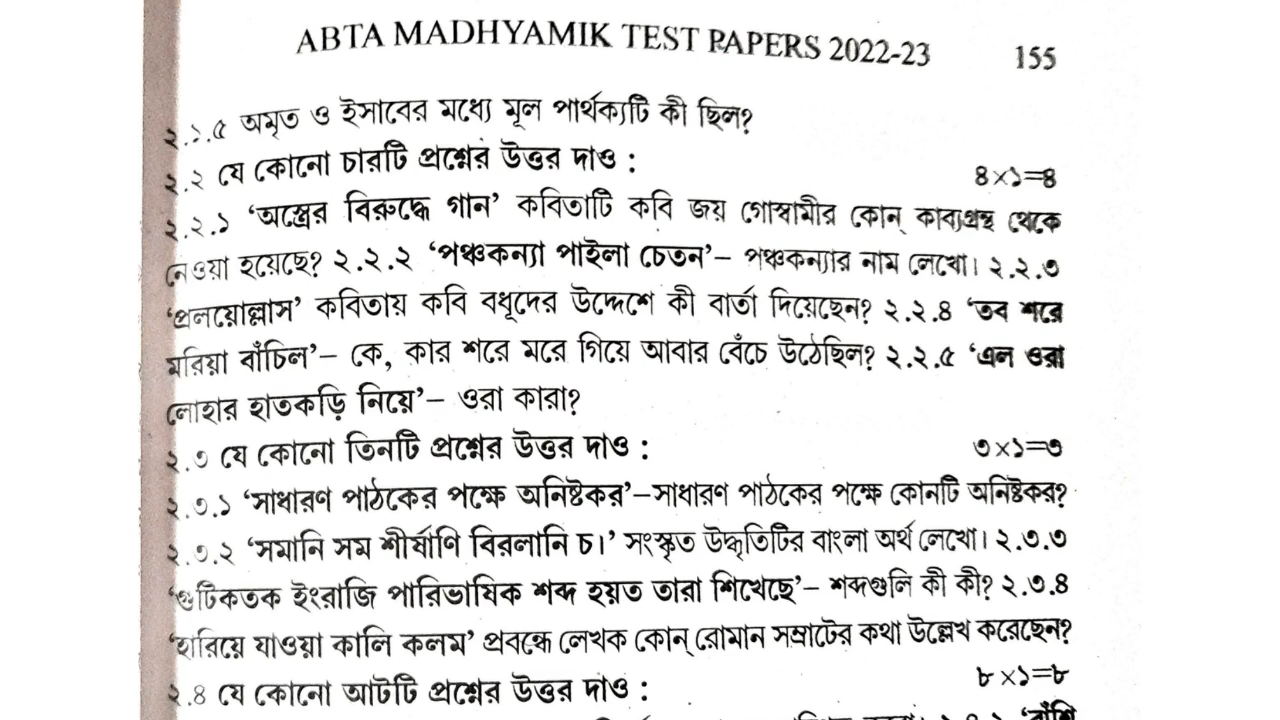 ABTA MADHYAMIK TEST PAPERS 2022-23 155
২.১.৫ অমৃত ও ইসাবের মধ্যে মূল পার্থক্যটি কী ছিল?
২.২ যে কোনো চারটি প্রশ্নের উত্তর দাও : ৪×১=৪
২.২.১ ‘অস্ত্রের বিরুদ্ধে গান’ কবিতাটি কবি জয় গোস্বামীর কোন্ কাব্যগ্রন্থ থেকে
নেওয়া হয়েছে? ২.২.২ ‘পঞ্চকন্যা পাইলা চেতন’– পঞ্চকন্যার নাম লেখো। ২.২.৩
‘প্রলয়োল্লাস’ কবিতায় কবি বধূদের উদ্দেশে কী বার্তা দিয়েছেন? ২.২.৪ ‘তব শরে
মরিয়া বাঁচিল’– কে, কার শরে মরে গিয়ে আবার বেঁচে উঠেছিল? ২.২.৫ ‘এল ওরা
লোহার হাতকড়ি নিয়ে’– ওরা কারা?
২.৩ যে কোনো তিনটি প্রশ্নের উত্তর দাও : ৩×১=৩
২.৩.১ ‘সাধারণ পাঠকের পক্ষে অনিষ্টকর’–সাধারণ পাঠকের পক্ষে কোনটি অনিষ্টকর?
২.৩.২ ‘সমানি সম শীর্ষাণি বিরলানি চ।’ সংস্কৃত উদ্ধৃতিটির বাংলা অর্থ লেখো। ২.৩.৩
‘গুটিকতক ইংরাজি পারিভাষিক শব্দ হয়ত তারা শিখেছে’– শব্দগুলি কী কী? ২.৩.৪
‘হারিয়ে যাওয়া কালি কলম’ প্রবন্ধে লেখক কোন্ রোমান সম্রাটের কথা উল্লেখ করেছেন?
২.৪ যে কোনো আটটি প্রশ্নের উত্তর দাও : ৮×১=৮